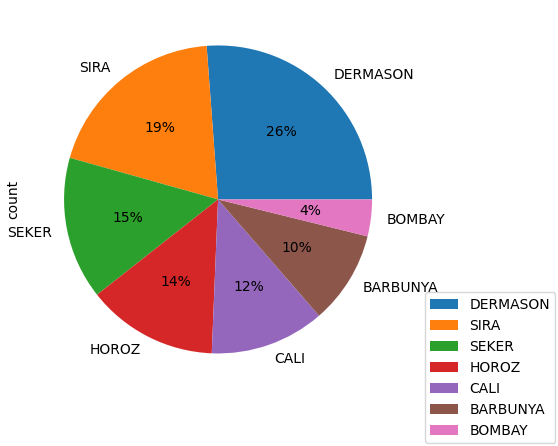 SIRA
DERMASON
26%
19%
count
SEKER
15%
4%
BOMBAY
10%
14%
12%
BARBUNYA
HOROZ
CALI
DERMASON
SIRA
SEKER
HOROZ
CALI
BARBUNYA
BOMBAY